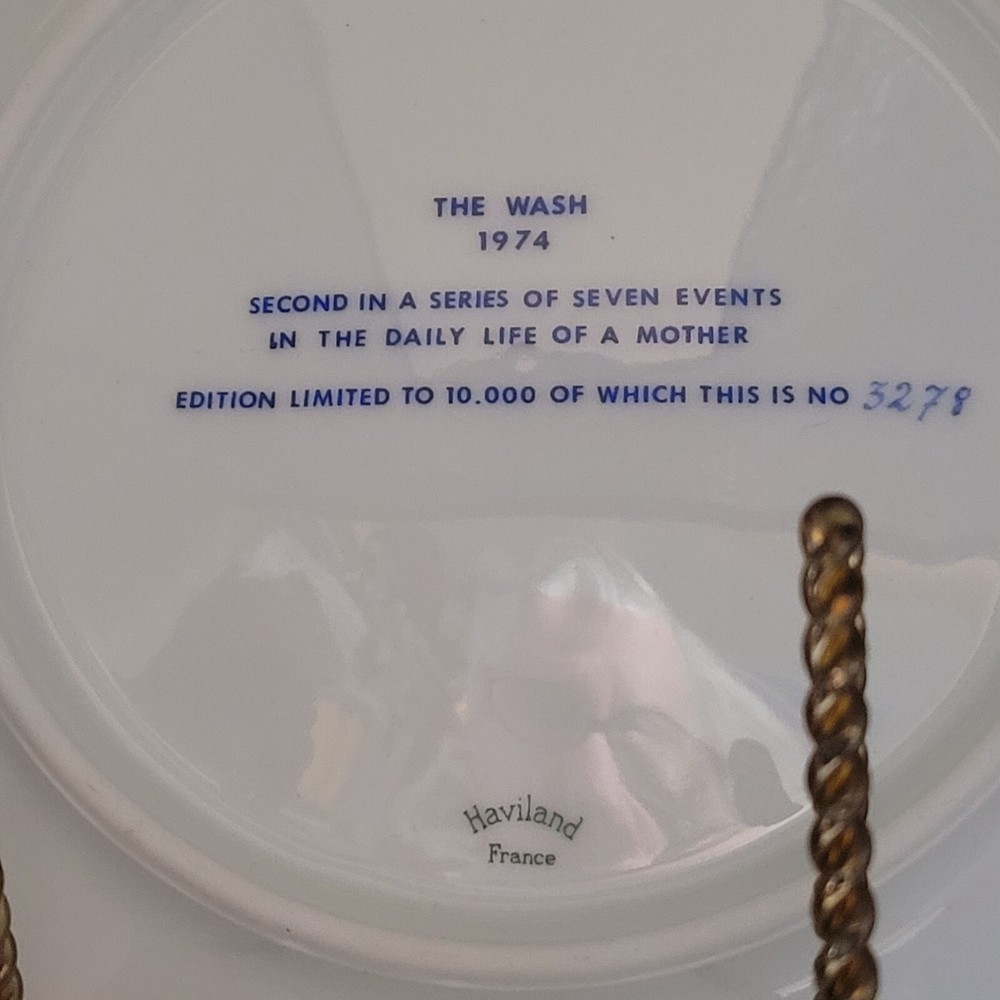 THE WASH
1974
SECOND IN A SERIES OF SEVEN EVENTS
IN THE DAILY LIFE OF A MOTHER
EDITION LIMITED TO 10.000 OF WHICH THIS IS NO 3278
Haviland
France